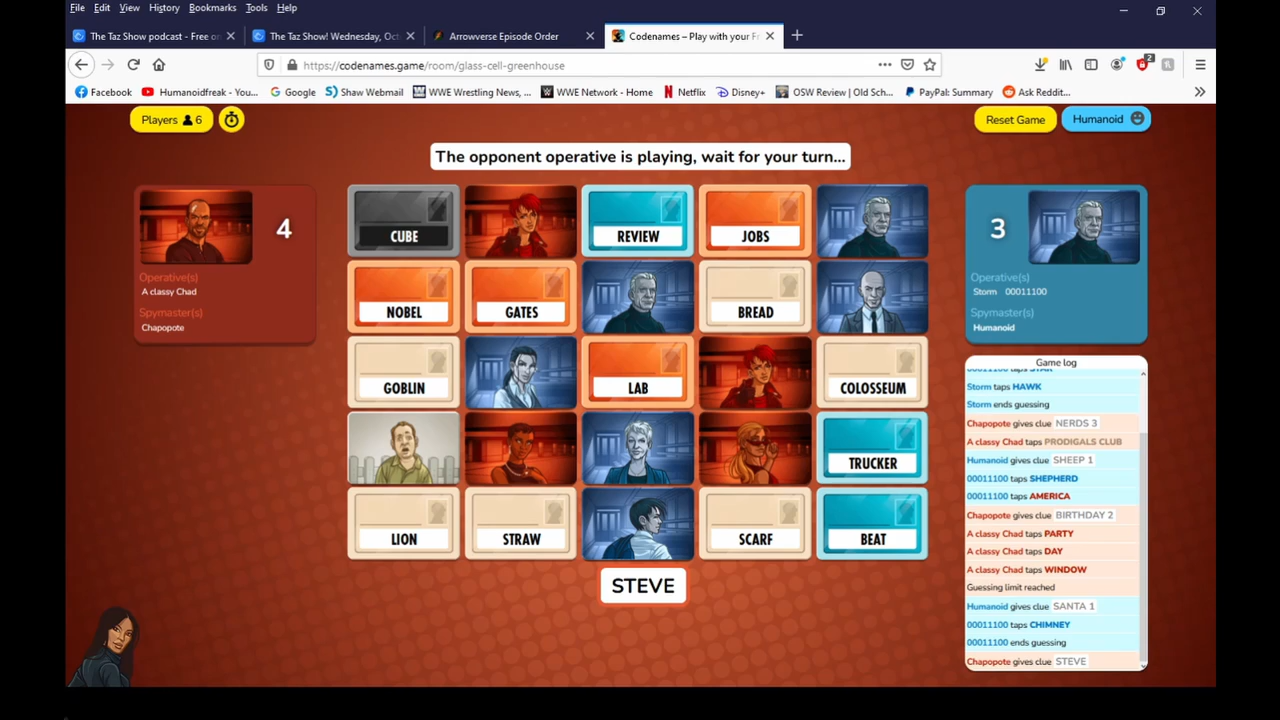 File Edit View History Bookmarks Tools Help
The Taz Show podcast - Free on
The Taz Show! Wednesday, Oct
Arrowverse Episode Order
Codenames – Play with your Fr
https://codenames.game/room/glass-cell-greenhouse
2
Facebook
Humanoidfreak - You...
Google
Shaw Webmail
WWE Wrestling News, ...
WWE Network - Home
Netflix
Disney+
OSW Review | Old Sch...
PayPal: Summary
Ask Reddit...
Players 6
Reset Game
Humanoid
The opponent operative is playing, wait for your turn...
4
Operative(s)
A classy Chad
Spymaster(s)
Chapopote
CUBE
REVIEW
JOBS
NOBEL
GATES
BREAD
GOBLIN
LAB
COLOSSEUM
TRUCKER
LION
STRAW
SCARF
BEAT
STEVE
3
Operative(s)
Storm 00011100
Spymaster(s)
Humanoid
Game log
00011100 taps STAR
Storm taps HAWK
Storm ends guessing
Chapopote gives clue NERDS 3
A classy Chad taps PRODIGALS CLUB
Humanoid gives clue SHEEP 1
00011100 taps SHEPHERD
00011100 taps AMERICA
Chapopote gives clue BIRTHDAY 2
A classy Chad taps PARTY
A classy Chad taps DAY
A classy Chad taps WINDOW
Guessing limit reached
Humanoid gives clue SANTA 1
00011100 taps CHIMNEY
00011100 ends guessing
Chapopote gives clue STEVE